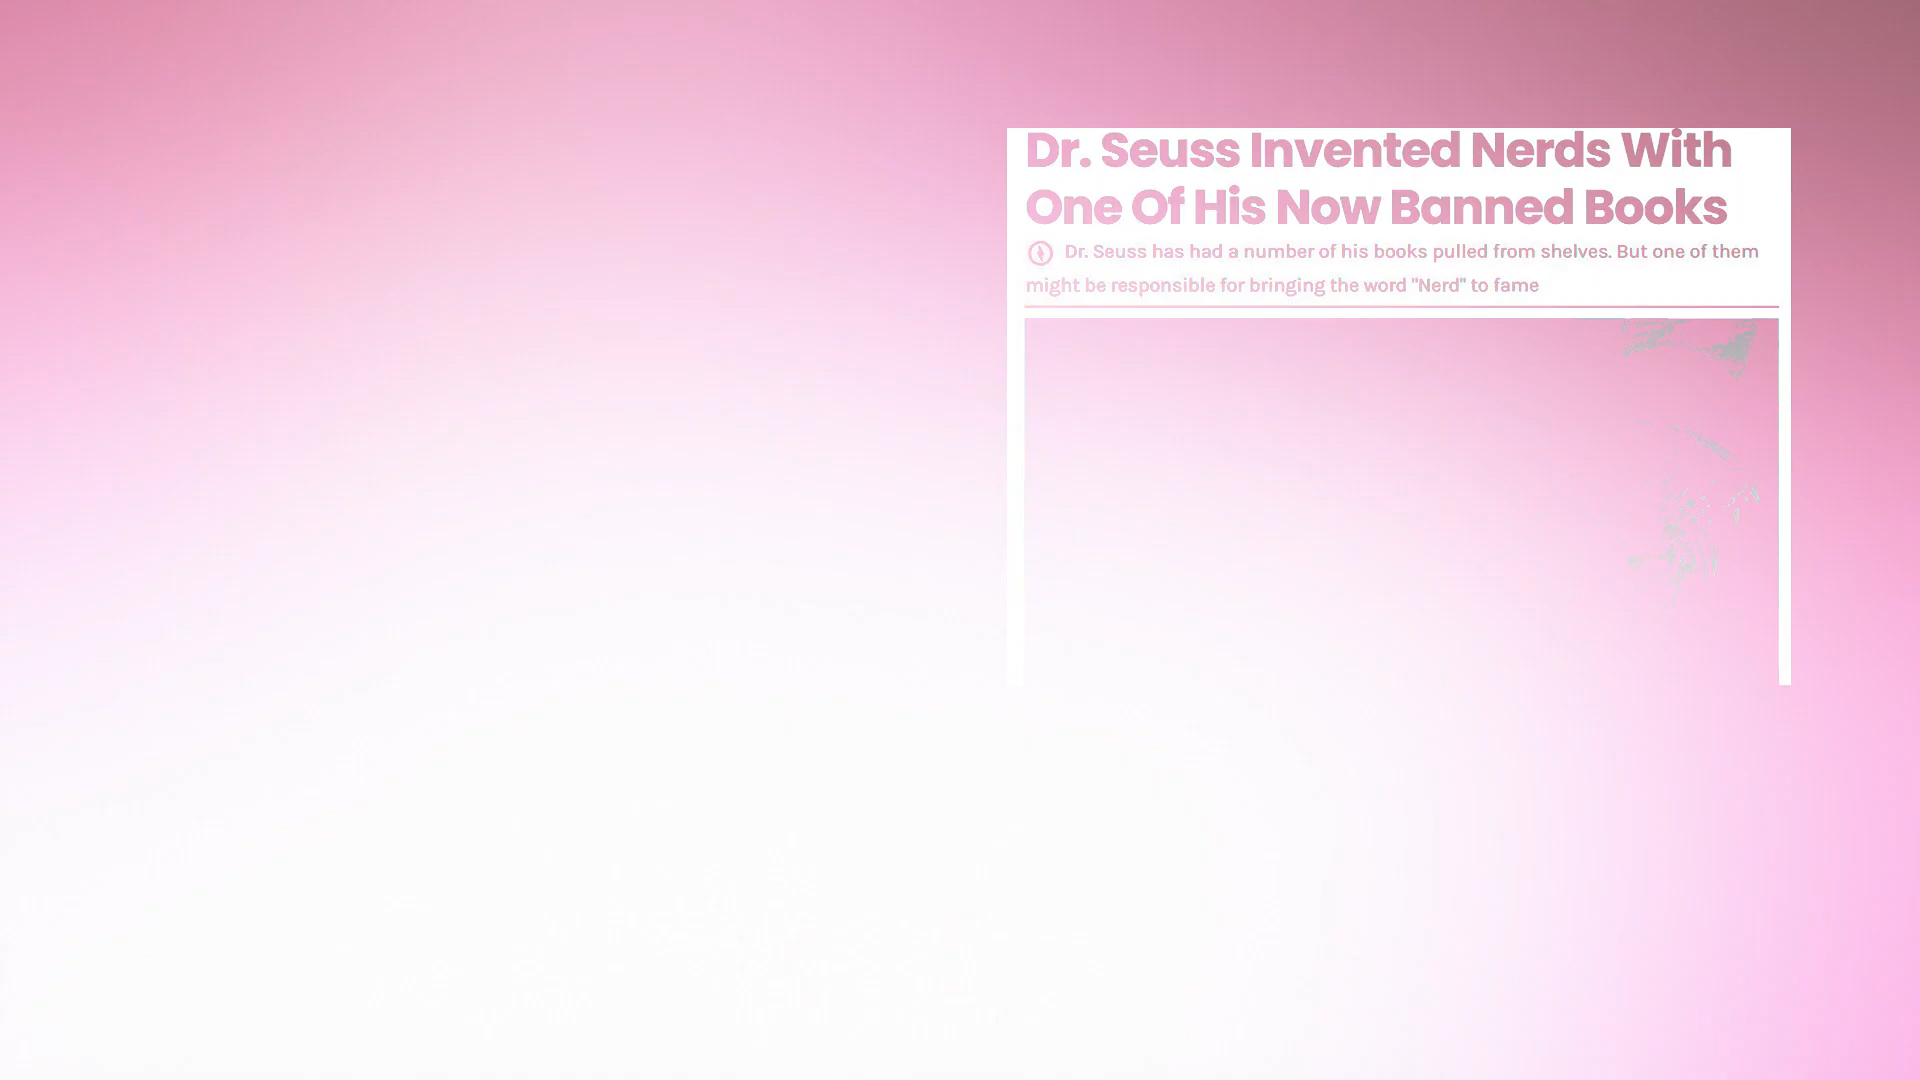 Dr. Seuss Invented Nerds With
One Of His Now Banned Books
Dr. Seuss has had a number of his books pulled from shelves. But one of them
might be responsible for bringing the word "Nerd" to fame